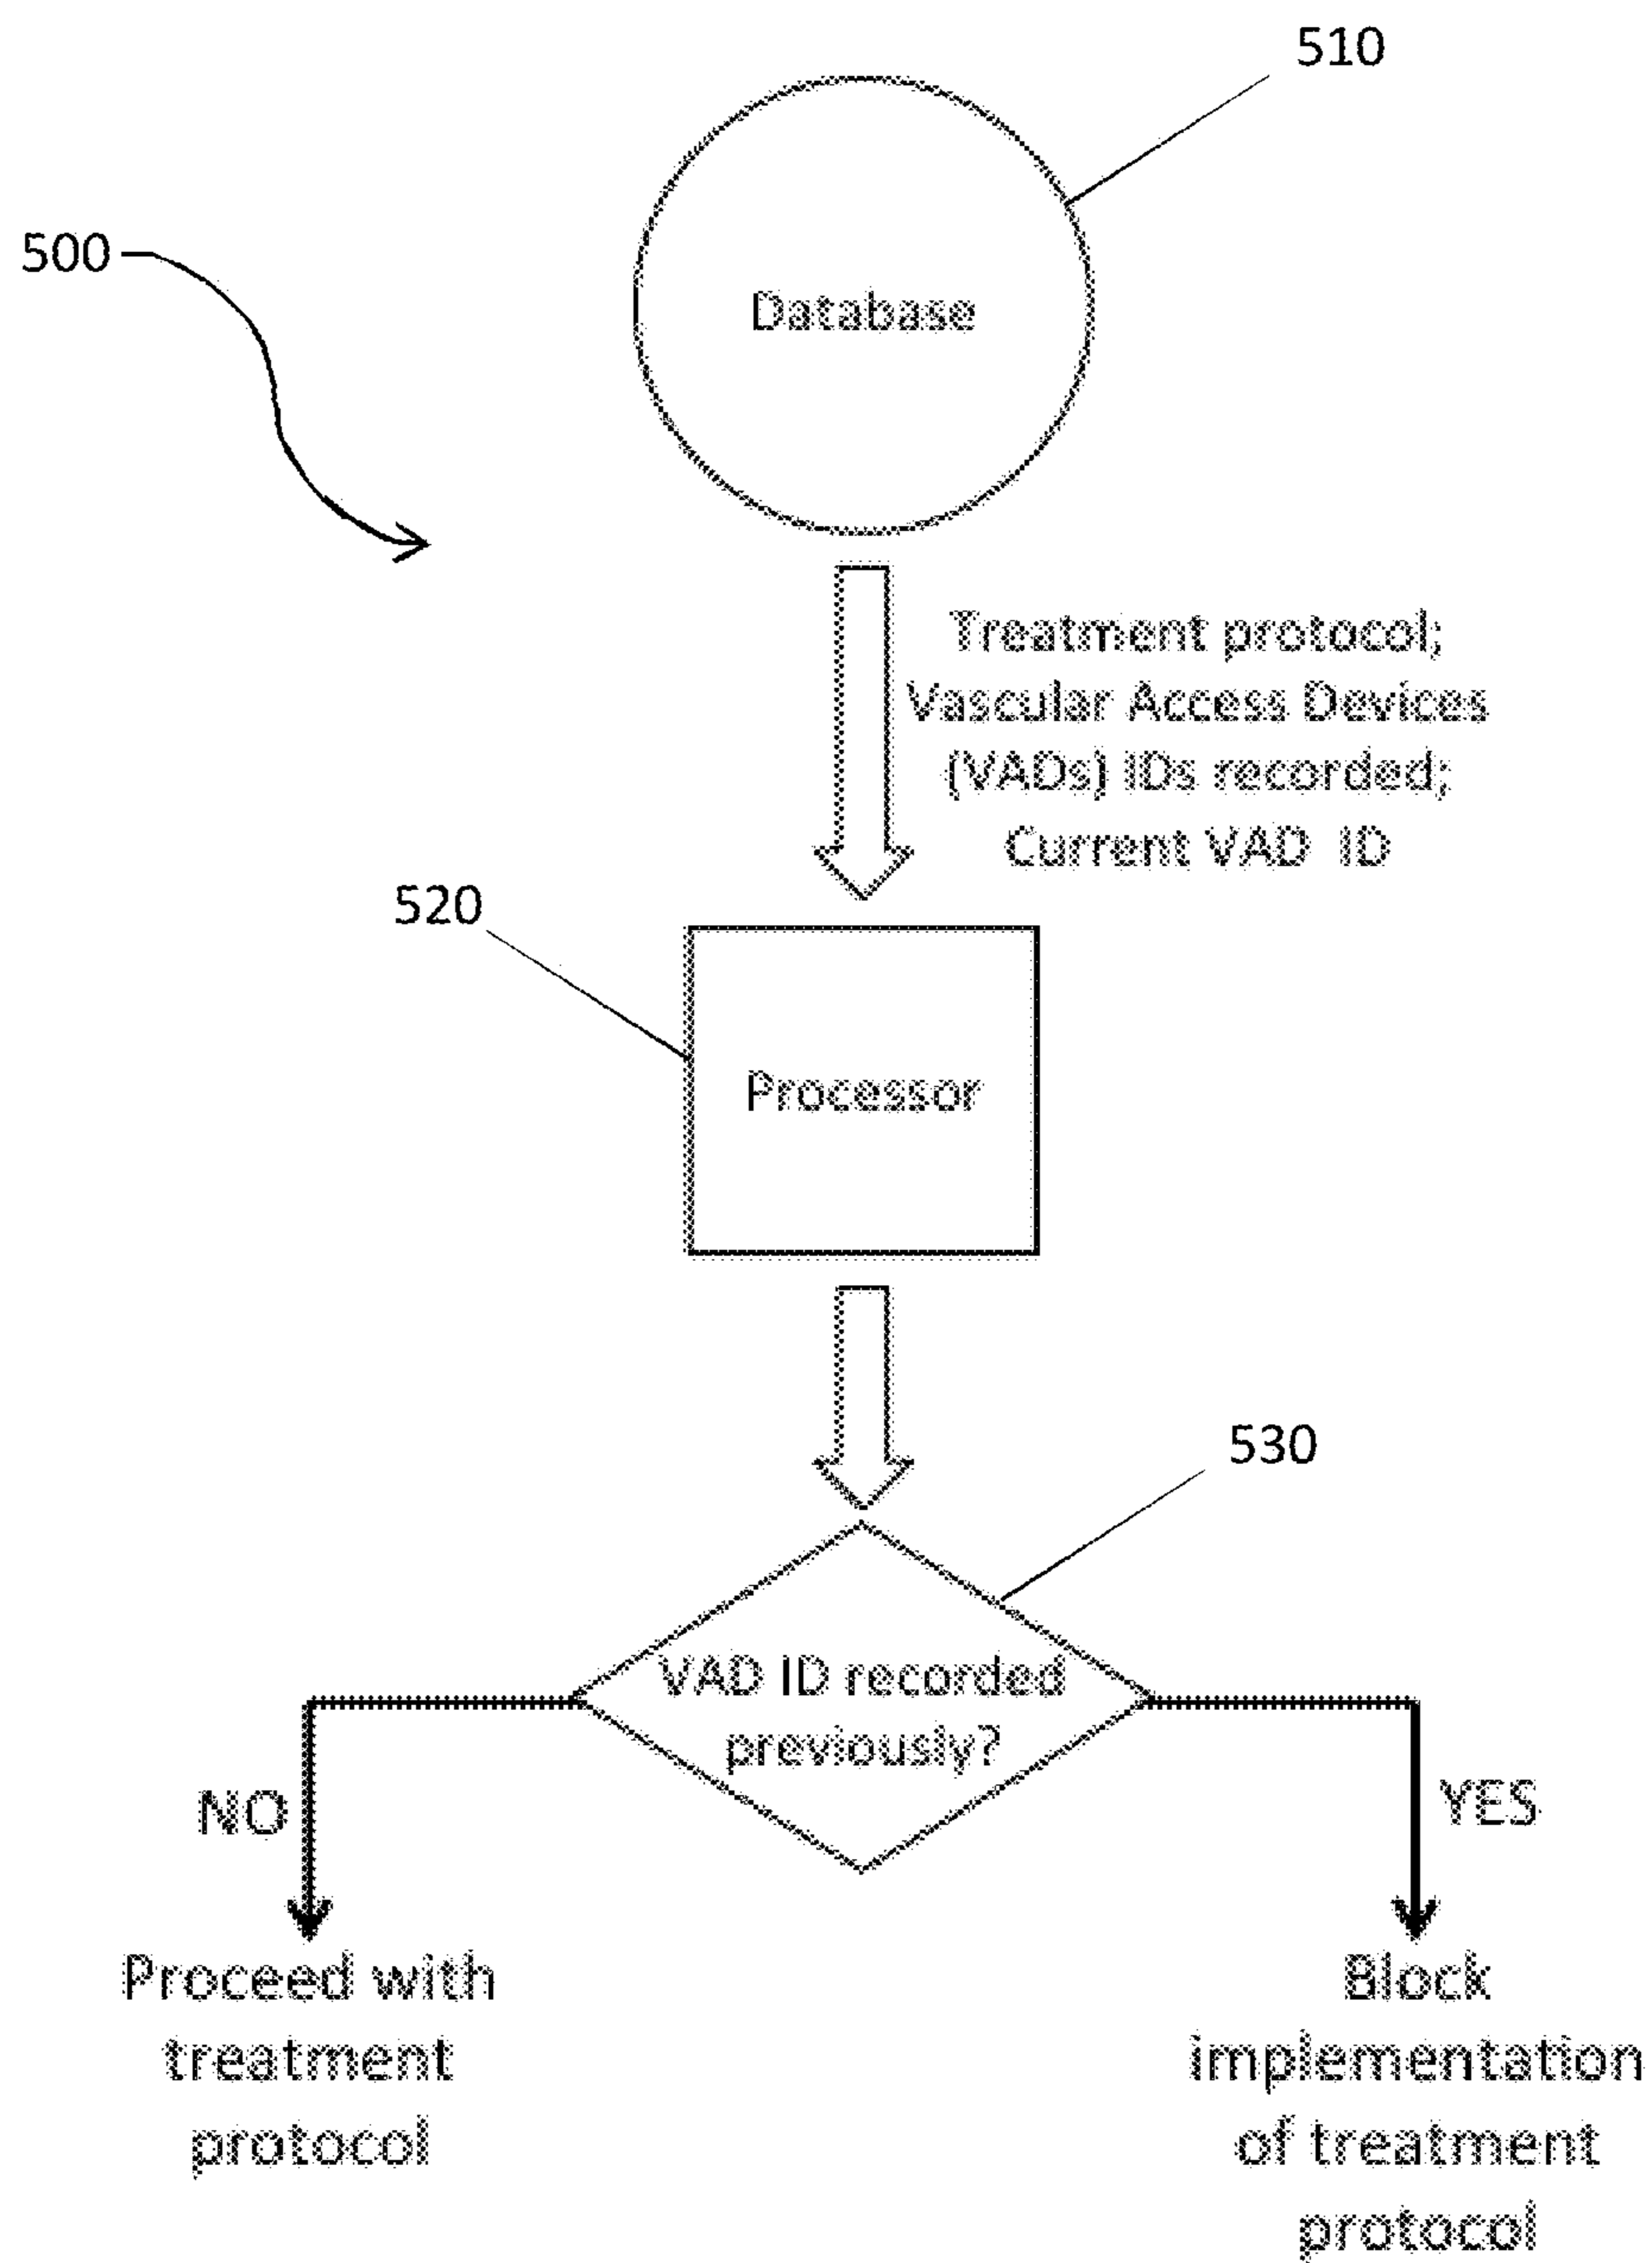 510
500
Database
Treatment protocol;
Vascular Access Devices
(VADs) IDs recorded;
Current VAD ID
520
Processor
530
VAD ID recorded
previously?
NO
YES
Proceed with
treatment
protocol
Block
implementation
of treatment
protocol